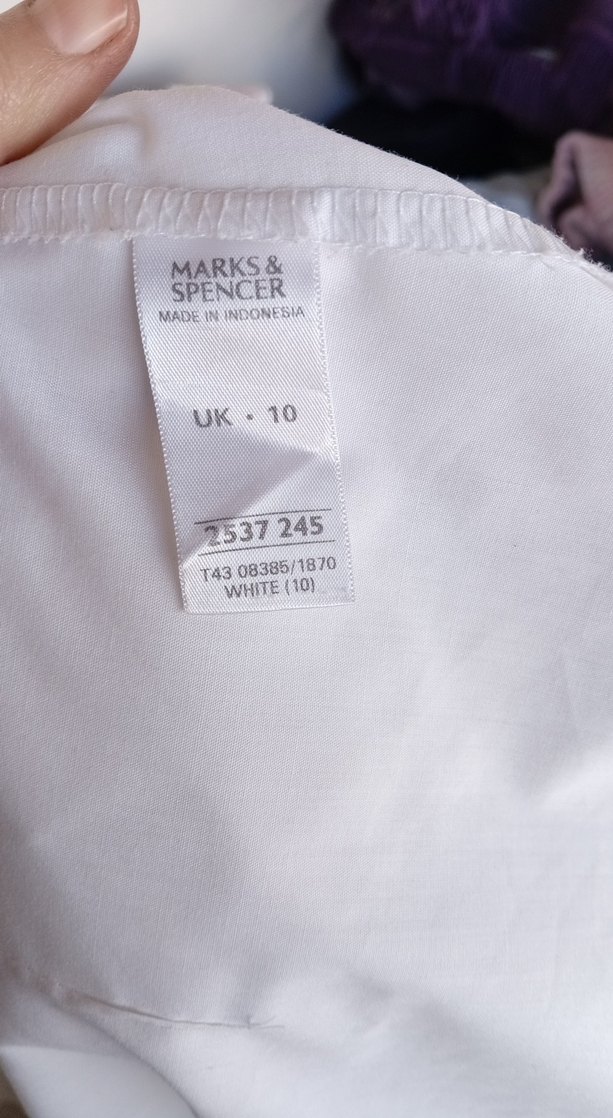 MARKS &
SPENCER
MADE IN INDONESIA
UK • 10
2537 245
T43 08385/1870
WHITE (10)